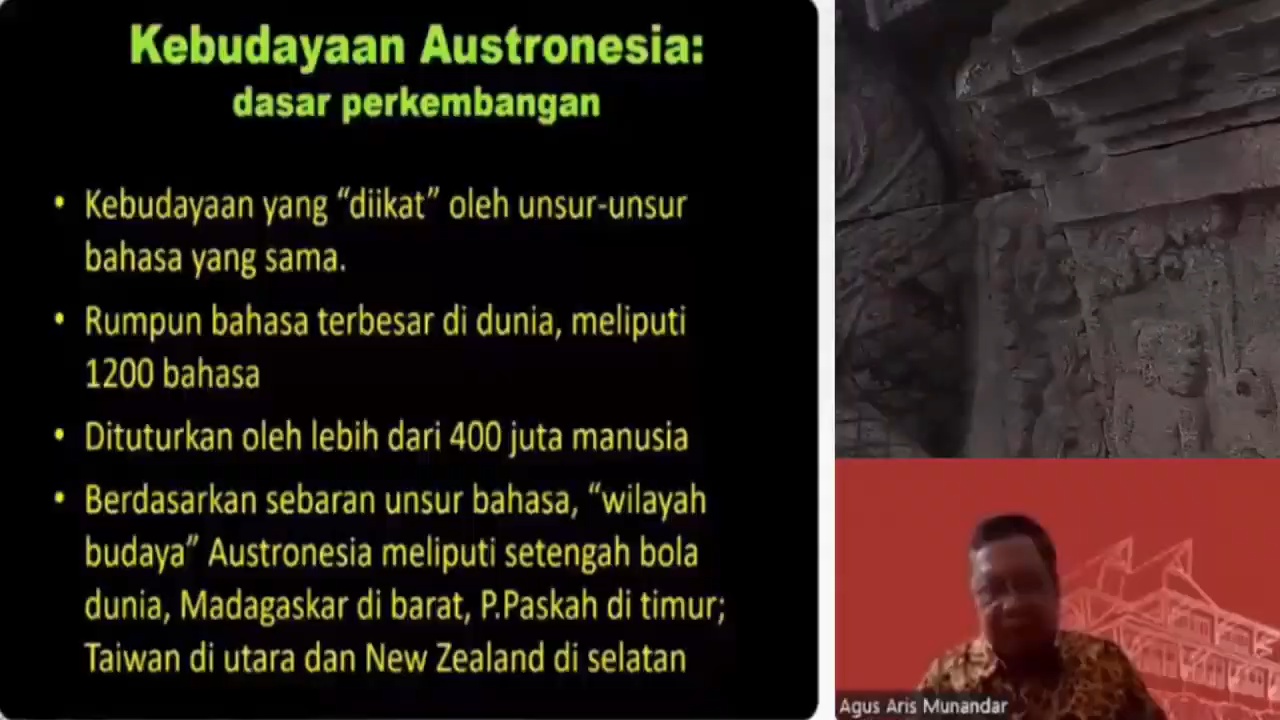 Kebudayaan Austronesia:
dasar perkembangan
• Kebudayaan yang “diikat” oleh unsur-unsur
bahasa yang sama.
• Rumpun bahasa terbesar di dunia, meliputi
1200 bahasa
• Dituturkan oleh lebih dari 400 juta manusia
• Berdasarkan sebaran unsur bahasa, “wilayah
budaya” Austronesia meliputi setengah bola
dunia, Madagaskar di barat, P.Paskah di timur;
Taiwan di utara dan New Zealand di selatan
Agus Aris Munandar